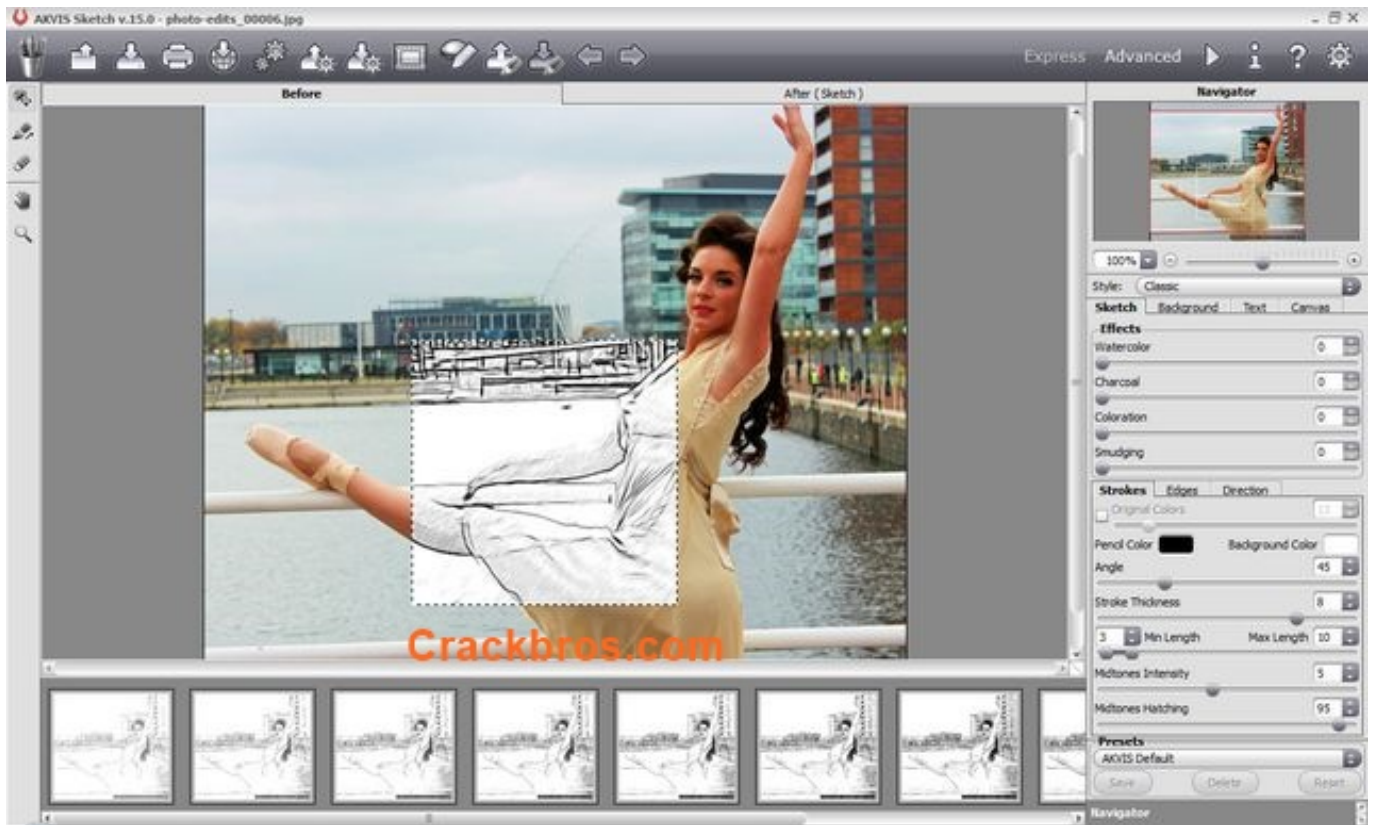 AKVIS Sketch v.15.0 - photo-edits_00006.jpg
Express Advanced
Before
After ( Sketch )
Navigator
100%
Style: Classic
Sketch Background Text Canvas
Effects
Watercolor 0
Charcoal 0
Coloration 0
Smudging 0
Strokes Edges Direction
Original Colors
Pencil Color Background Color
Angle 45
Stroke Thickness 8
3 Min Length Max Length 10
Midtones Intensity 5
Midtones Hatching 95
Presets
AKVIS Default
Save Delete Reset
Navigator
Crackbros.com